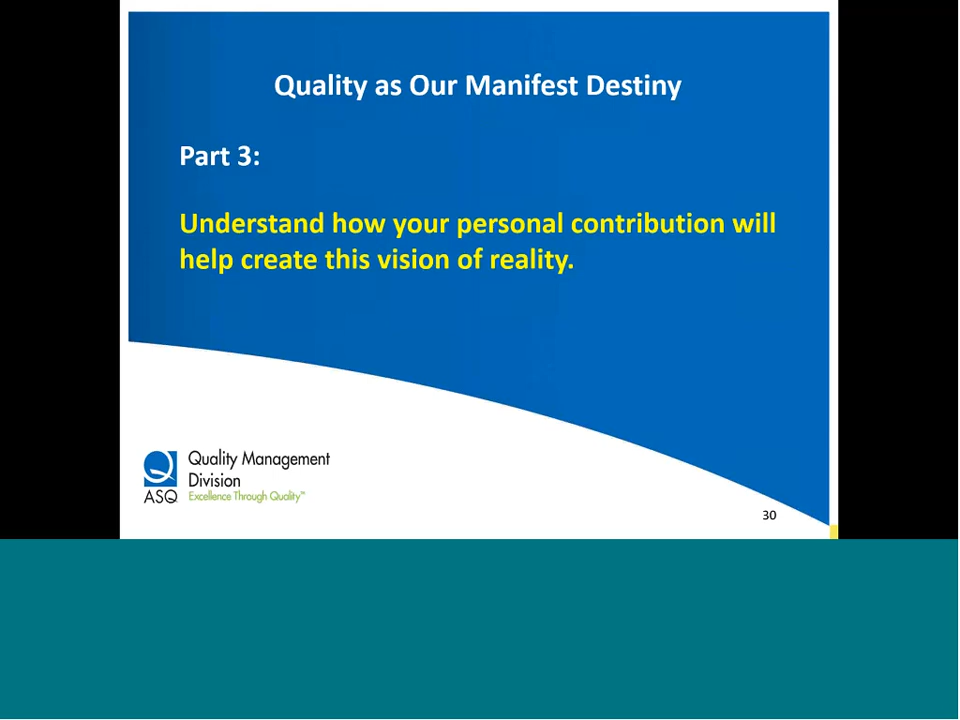 Quality as Our Manifest Destiny
Part 3:
Understand how your personal contribution will
help create this vision of reality.
Quality Management
Division
ASQ Excellence Through Quality™
30